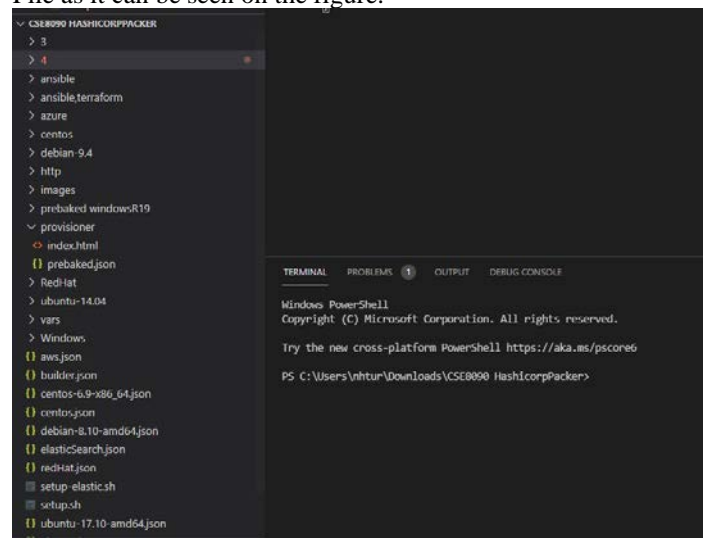 File as it can be seen on the figure.
CSE8090 HASHICORPPACKER
3
4
ansible
ansible,terraform
azure
centos
debian-9.4
http
images
prebaked windowsR19
provisioner
index.html
prebaked.json
RedHat
ubuntu-14.04
vars
Windows
aws.json
builder.json
centos-6.9-x86_64.json
centos.json
debian-8.10-amd64.json
elasticSearch.json
redHat.json
setup-elastic.sh
setup.sh
ubuntu-17.10-amd64.json
TERMINAL PROBLEMS 1 OUTPUT DEBUG CONSOLE
Windows PowerShell
Copyright (C) Microsoft Corporation. All rights reserved.
Try the new cross-platform PowerShell https://aka.ms/pscore6
PS C:\Users\nhtur\Downloads\CSE8090 HashicorpPacker>